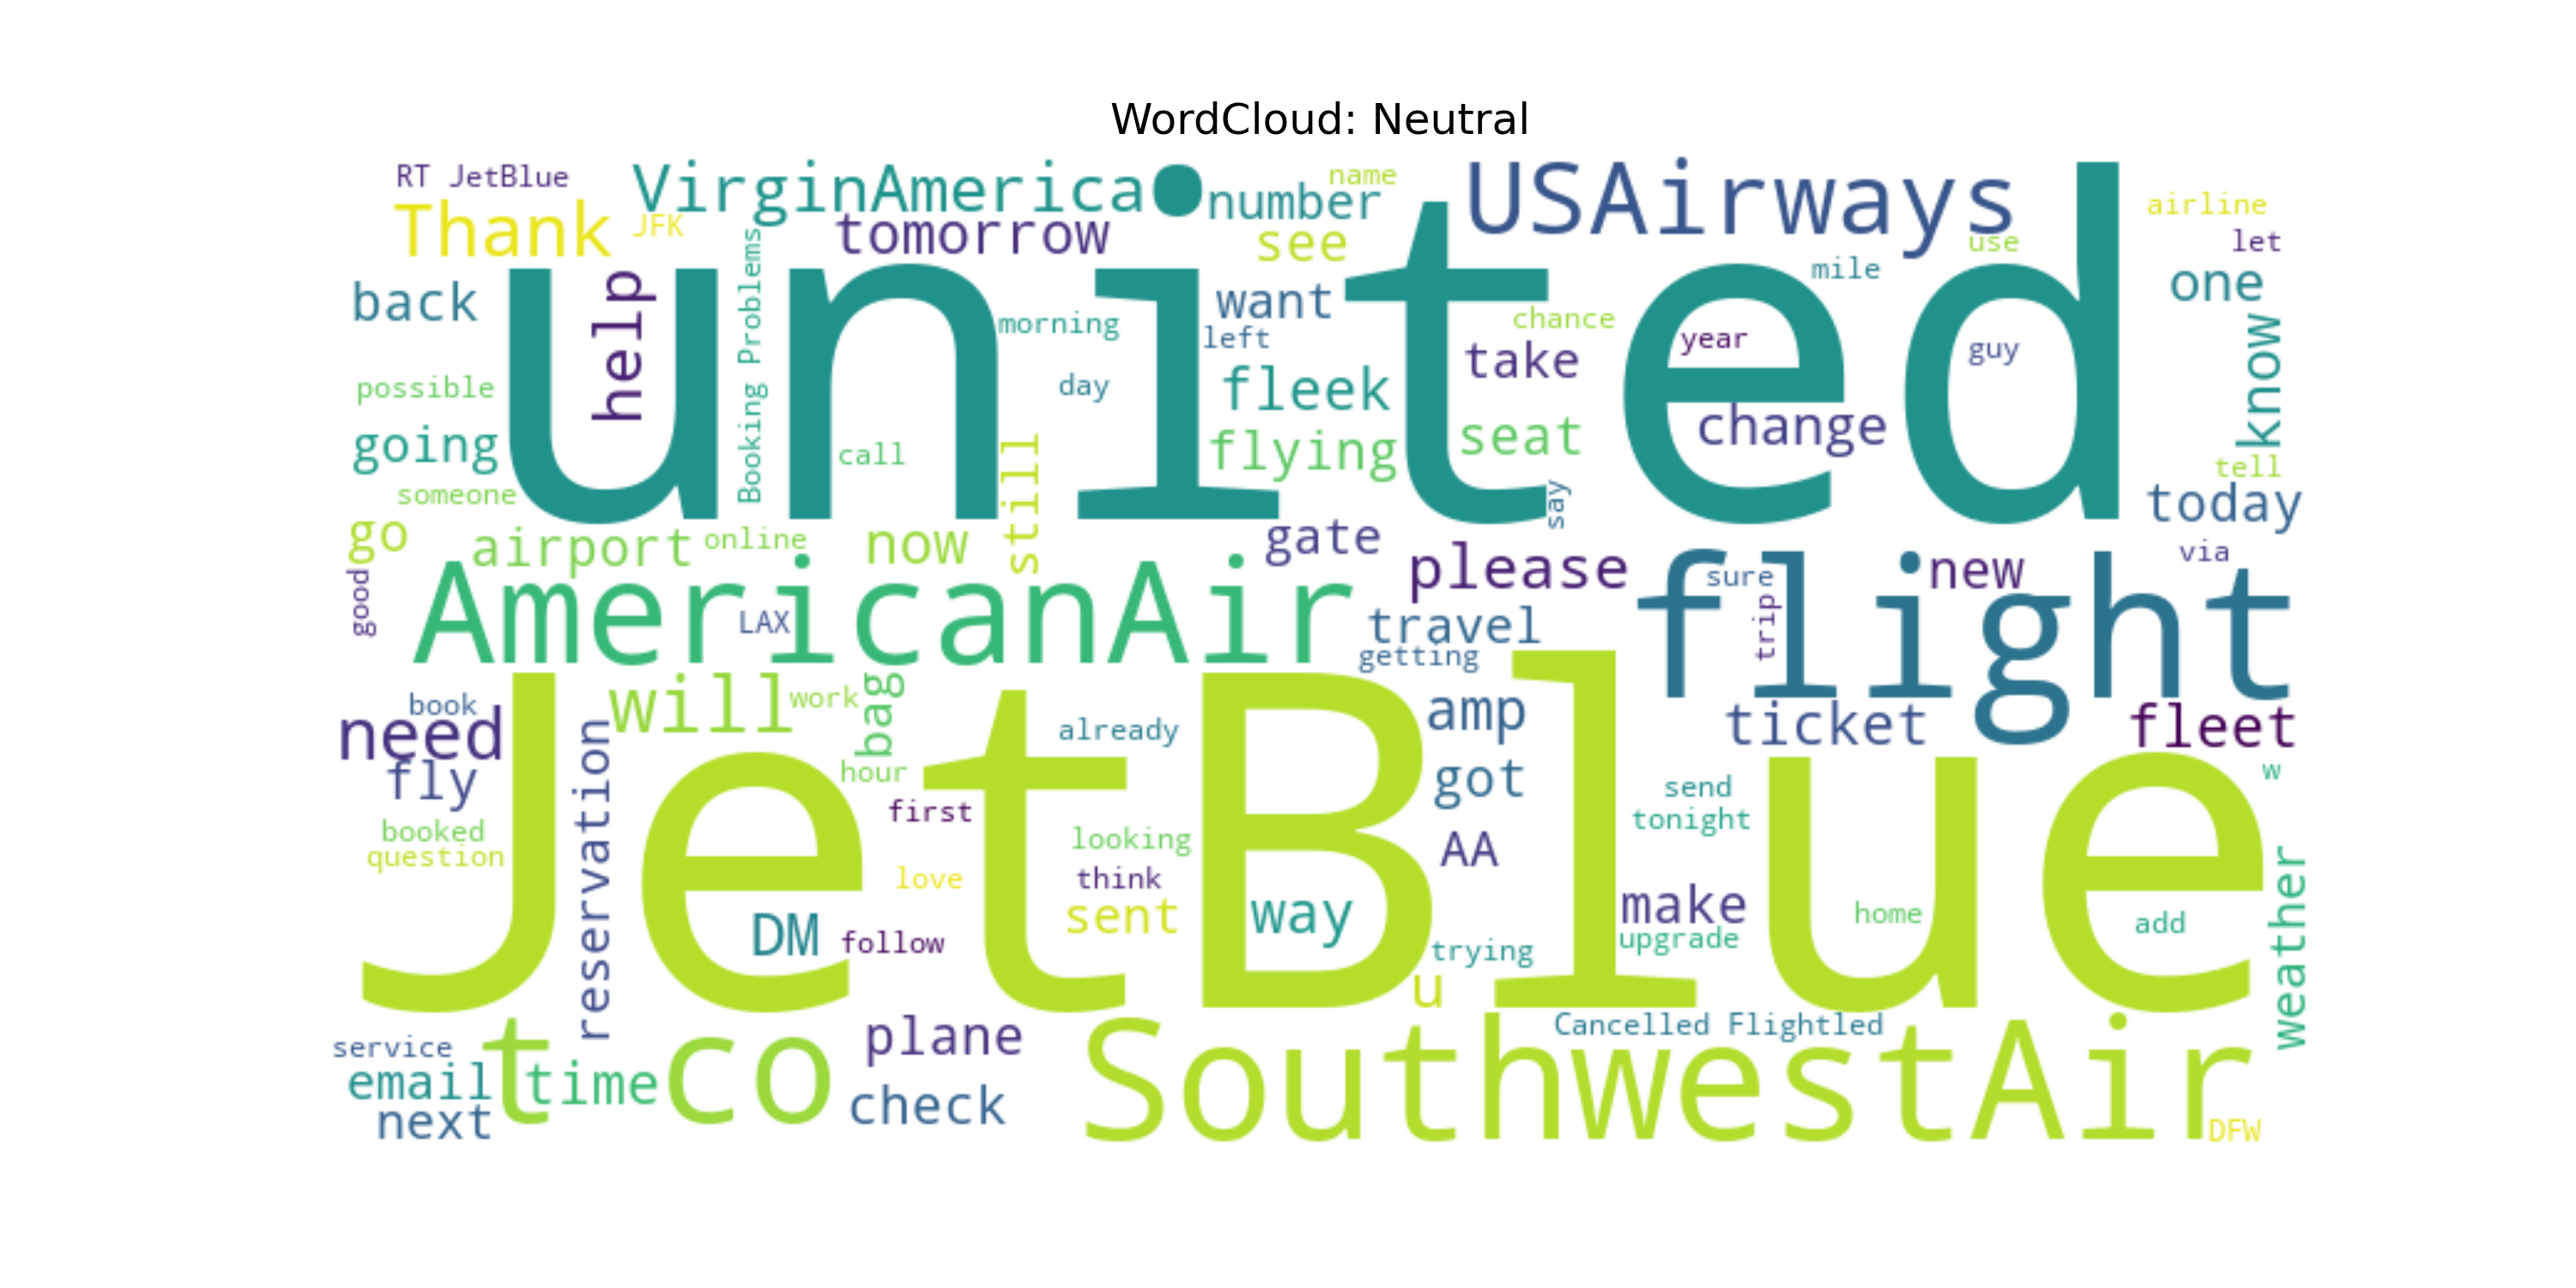 WordCloud: Neutral
RT JetBlue
VirginAmerica
number
name
USAirways
airline
Thank
JFK
tomorrow
see
use
let
back
help
Booking Problems
united
morning
want
left
mile
one
possible
day
fleek
chance
take
year
guy
know
going
call
still
flying
seat
change
tell
someone
say
today
go
airport
online
now
gate
please
flight
sure
new
via
good
AmericanAir
LAX
travel
trip
getting
book
need
will
work
bag
already
amp
ticket
fleet
fly
reservation
JetBlue
hour
first
got
send
tonight
w
booked
question
looking
AA
love
think
sent
way
make
home
add
weather
DM
follow
trying
upgrade
u
service
email
next
t co
time
plane
check
Cancelled Flightled
SouthwestAir
DFW